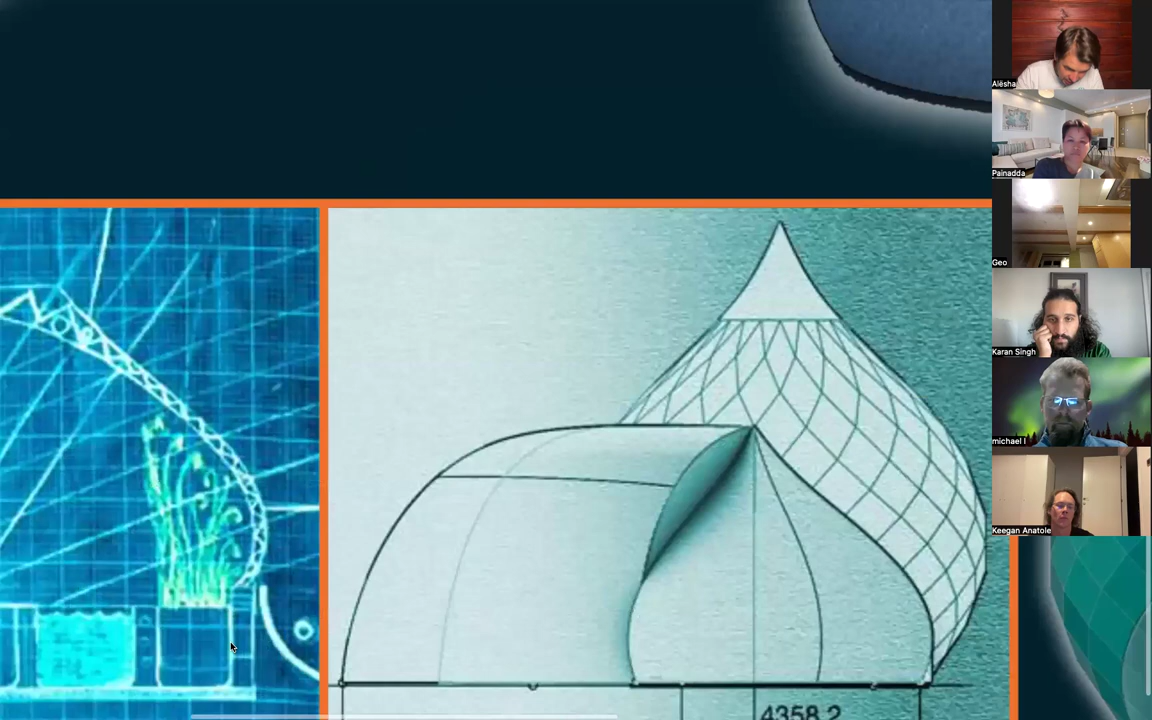 Alësha
Painadda
Geo
Karan Singh
michael l
Keegan Anatole
4358.2